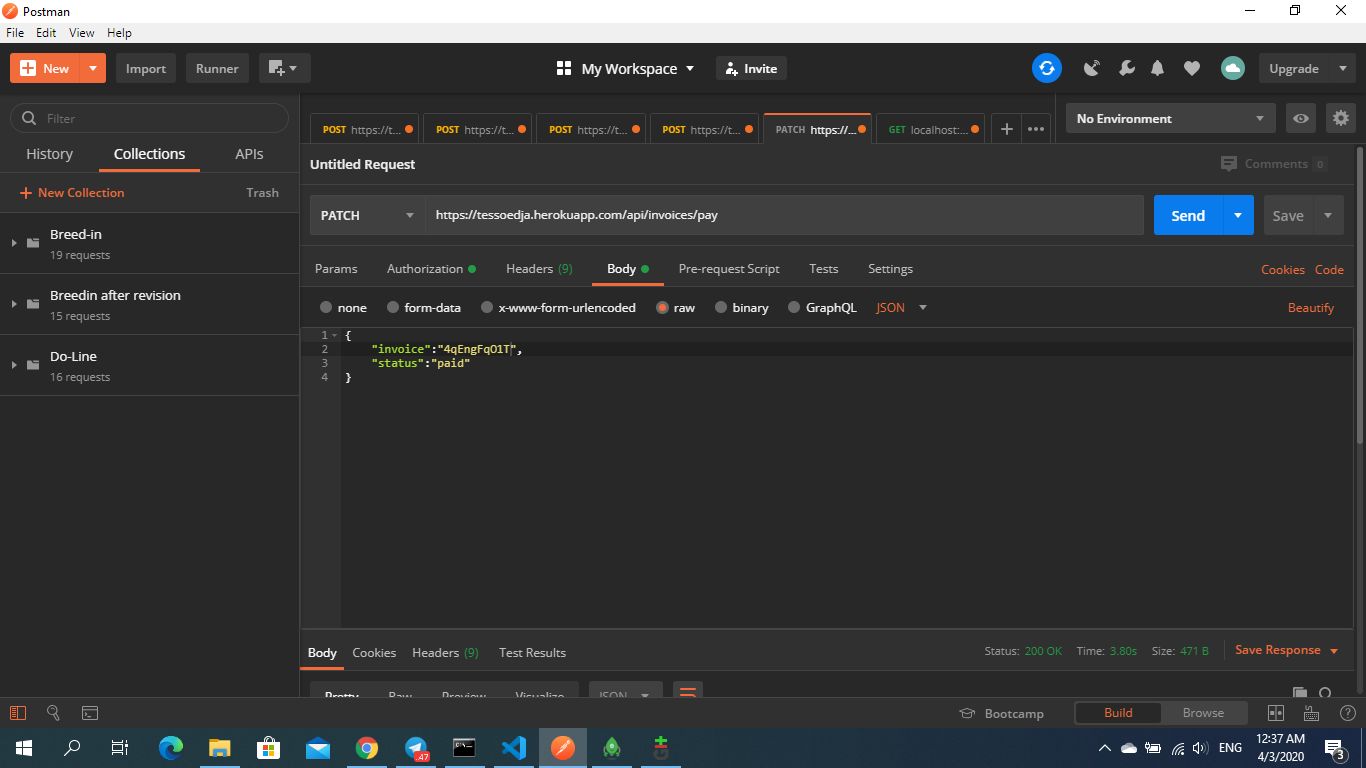 Postman
File Edit View Help
New Import Runner My Workspace Invite Upgrade
Filter
History Collections APIs
New Collection Trash
Breed-in
19 requests
Breedin after revision
15 requests
Do-Line
16 requests
POST https://t... POST https://t... POST https://t... POST https://t... PATCH https://... GET localhost:... No Environment
Untitled Request Comments 0
PATCH https://tessoedja.herokuapp.com/api/invoices/pay Send Save
Params Authorization Headers (9) Body Pre-request Script Tests Settings Cookies Code
none form-data x-www-form-urlencoded raw binary GraphQL JSON Beautify
1 {
2 "invoice":"4qEngFqO1T",
3 "status":"paid"
4 }
Body Cookies Headers (9) Test Results Status: 200 OK Time: 3.80s Size: 471 B Save Response
Pretty Raw Preview Visualize JSON
Bootcamp Build Browse
.47 ENG 12:37 AM
4/3/2020 3